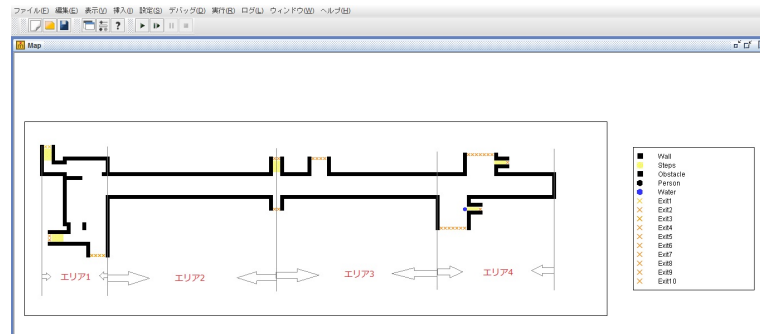 ファイル(F) 編集(E) 表示(V) 挿入(I) 設定(S) デバッグ(D) 実行(R) ログ(L) ウィンドウ(W) ヘルプ(H)
Map
Wall
Steps
Obstacle
Person
Water
Exit1
Exit2
Exit3
Exit4
Exit5
Exit6
Exit7
Exit8
Exit9
Exit10
エリア1
エリア2
エリア3
エリア4